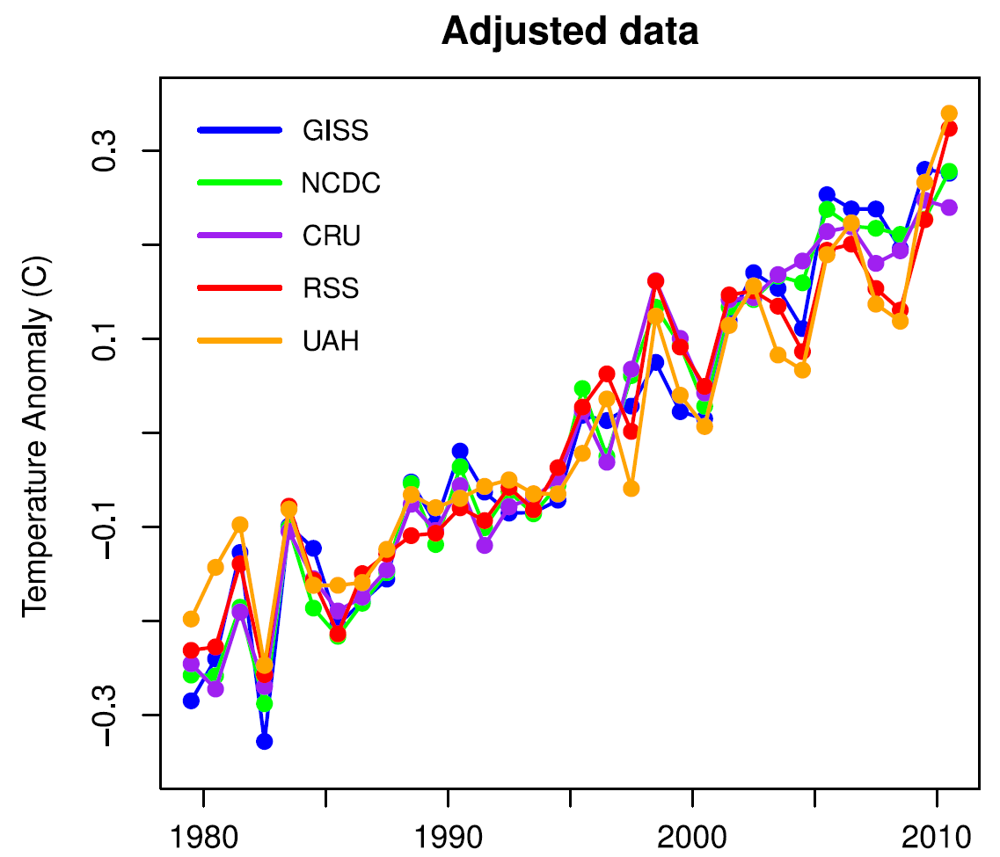 Adjusted data
Temperature Anomaly (C)
0.3
0.1
−0.1
−0.3
GISS
NCDC
CRU
RSS
UAH
1980
1990
2000
2010